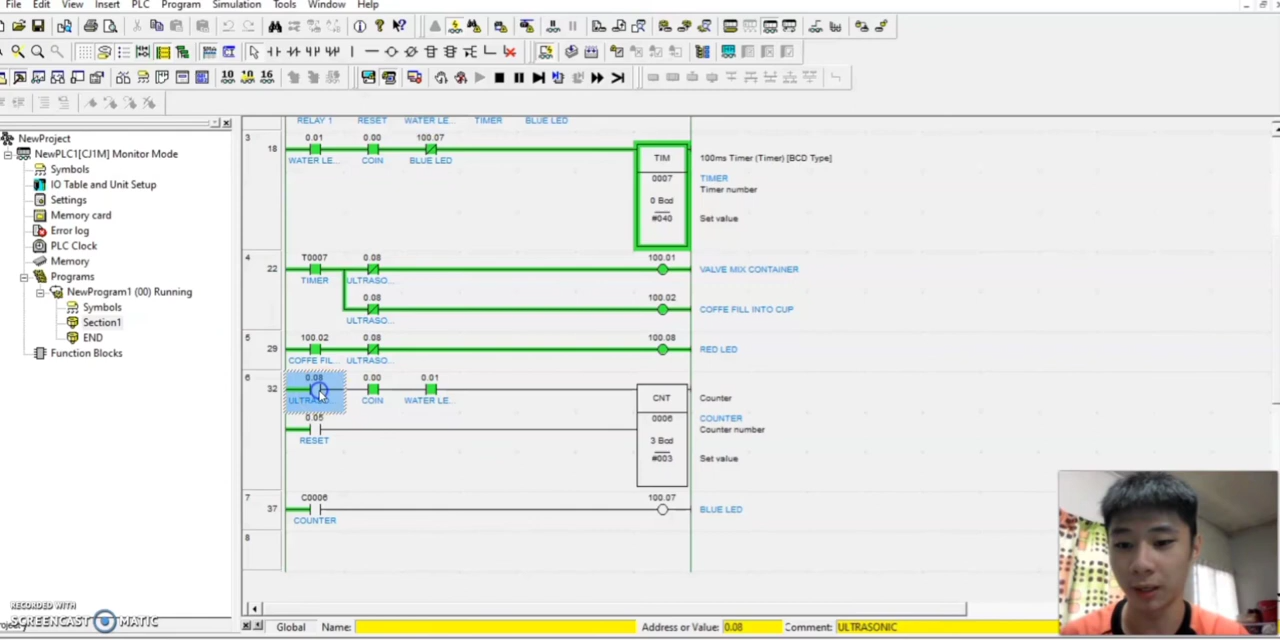 File Edit View Insert PLC Program Simulation Tools Window Help
10 10 16
NewProject
NewPLC1[CJ1M] Monitor Mode
Symbols
IO Table and Unit Setup
Settings
Memory card
Error log
PLC Clock
Memory
Programs
NewProgram1 (00) Running
Symbols
Section1
END
Function Blocks
RELAY 1 RESET WATER LE... TIMER BLUE LED
3
18
0.01 0.00 100.07
WATER LE... COIN BLUE LED
TIM
0007
0 Bcd
#040
100ms Timer (Timer) [BCD Type]
TIMER
Timer number
Set value
4
22
T0007 0.08 100.01
TIMER ULTRASO... VALVE MIX CONTAINER
0.08 100.02
ULTRASO... COFFE FILL INTO CUP
5
29
100.02 0.08 100.08
COFFE FIL... ULTRASO... RED LED
6
32
0.08 0.00 0.01
COIN WATER LE...
0.05
RESET
CNT
0006
3 Bcd
#003
Counter
COUNTER
Counter number
Set value
7
37
C0006 100.07
COUNTER BLUE LED
8
RECORDED WITH
SCREENCAST MATIC
Global Name: Address or Value: 0.08 Comment: ULTRASONIC